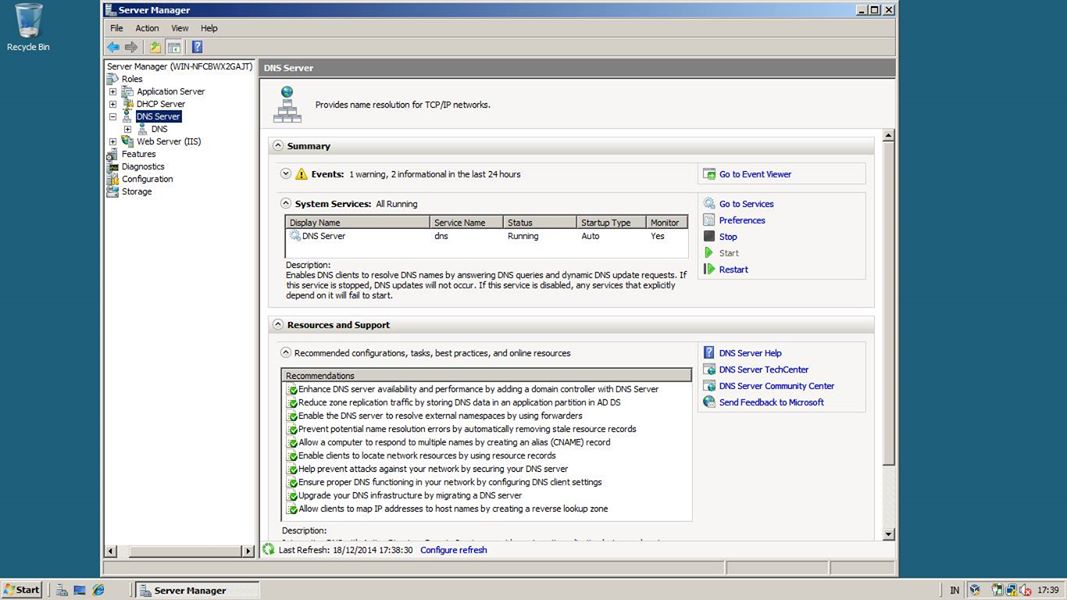 Recycle Bin
Server Manager
File Action View Help
Server Manager (WIN-NFCBWX2GAJT)
Roles
Application Server
DHCP Server
DNS Server
DNS
Web Server (IIS)
Features
Diagnostics
Configuration
Storage
DNS Server
Provides name resolution for TCP/IP networks.
Summary
Events: 1 warning, 2 informational in the last 24 hours
Go to Event Viewer
System Services: All Running
Display Name Service Name Status Startup Type Monitor
DNS Server dns Running Auto Yes
Description:
Enables DNS clients to resolve DNS names by answering DNS queries and dynamic DNS update requests. If
this service is stopped, DNS updates will not occur. If this service is disabled, any services that explicitly
depend on it will fail to start.
Go to Services
Preferences
Stop
Start
Restart
Resources and Support
Recommended configurations, tasks, best practices, and online resources
Recommendations
Enhance DNS server availability and performance by adding a domain controller with DNS Server
Reduce zone replication traffic by storing DNS data in an application partition in AD DS
Enable the DNS server to resolve external namespaces by using forwarders
Prevent potential name resolution errors by automatically removing stale resource records
Allow a computer to respond to multiple names by creating an alias (CNAME) record
Enable clients to locate network resources by using resource records
Help prevent attacks against your network by securing your DNS server
Ensure proper DNS functioning in your network by configuring DNS client settings
Upgrade your DNS infrastructure by migrating a DNS server
Allow clients to map IP addresses to host names by creating a reverse lookup zone
Description:
DNS Server Help
DNS Server TechCenter
DNS Server Community Center
Send Feedback to Microsoft
Last Refresh: 18/12/2014 17:38:30 Configure refresh
Start
Server Manager
IN
17:39